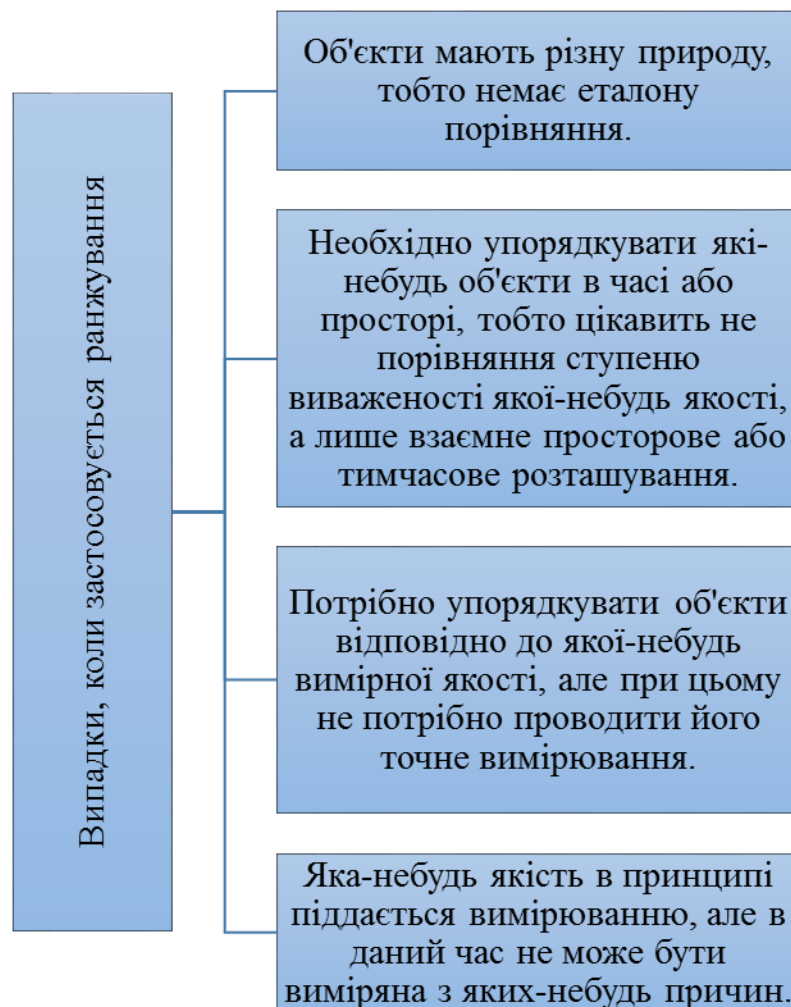 Випадки, коли застосовується ранжування
Об'єкти мають різну природу,
тобто немає еталону
порівняння.
Необхідно упорядкувати які-
небудь об'єкти в часі або
просторі, тобто цікавить не
порівняння ступеню
виваженості якої-небудь якості,
а лише взаємне просторове або
тимчасове розташування.
Потрібно упорядкувати об'єкти
відповідно до якої-небудь
вимірної якості, але при цьому
не потрібно проводити його
точне вимірювання.
Яка-небудь якість в принципі
піддається вимірюванню, але в
даний час не може бути
виміряна з яких-небудь причин.